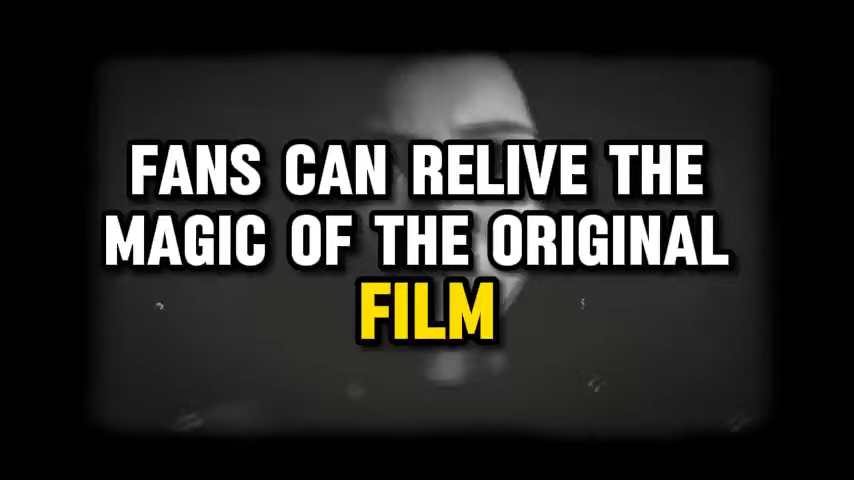 FANS CAN RELIVE THE
MAGIC OF THE ORIGINAL
FILM